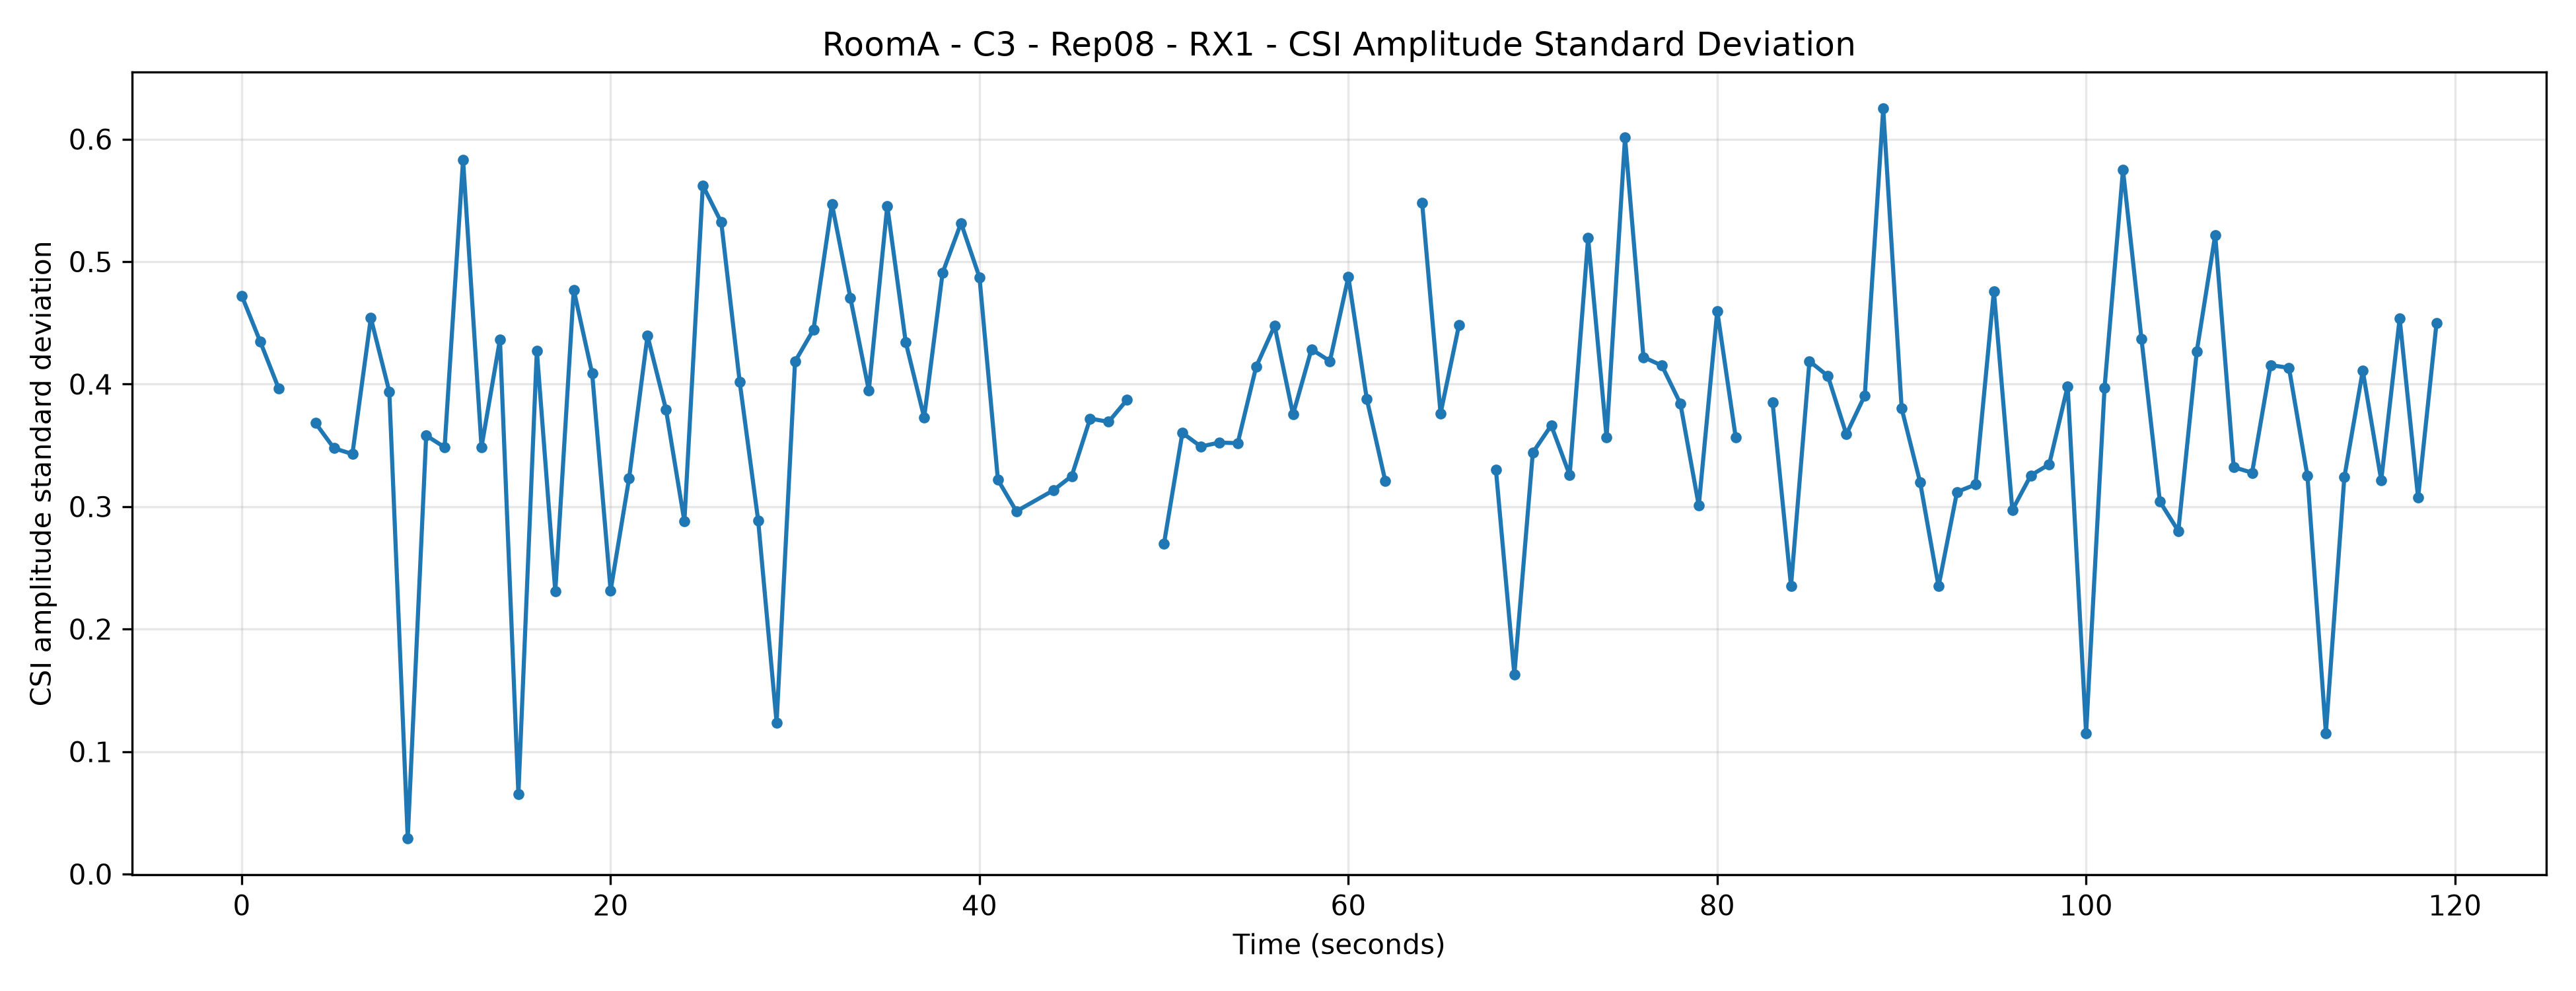 RoomA - C3 - Rep08 - RX1 - CSI Amplitude Standard Deviation
CSI amplitude standard deviation
0.6
0.5
0.4
0.3
0.2
0.1
0.0
0 20 40 60 80 100 120
Time (seconds)